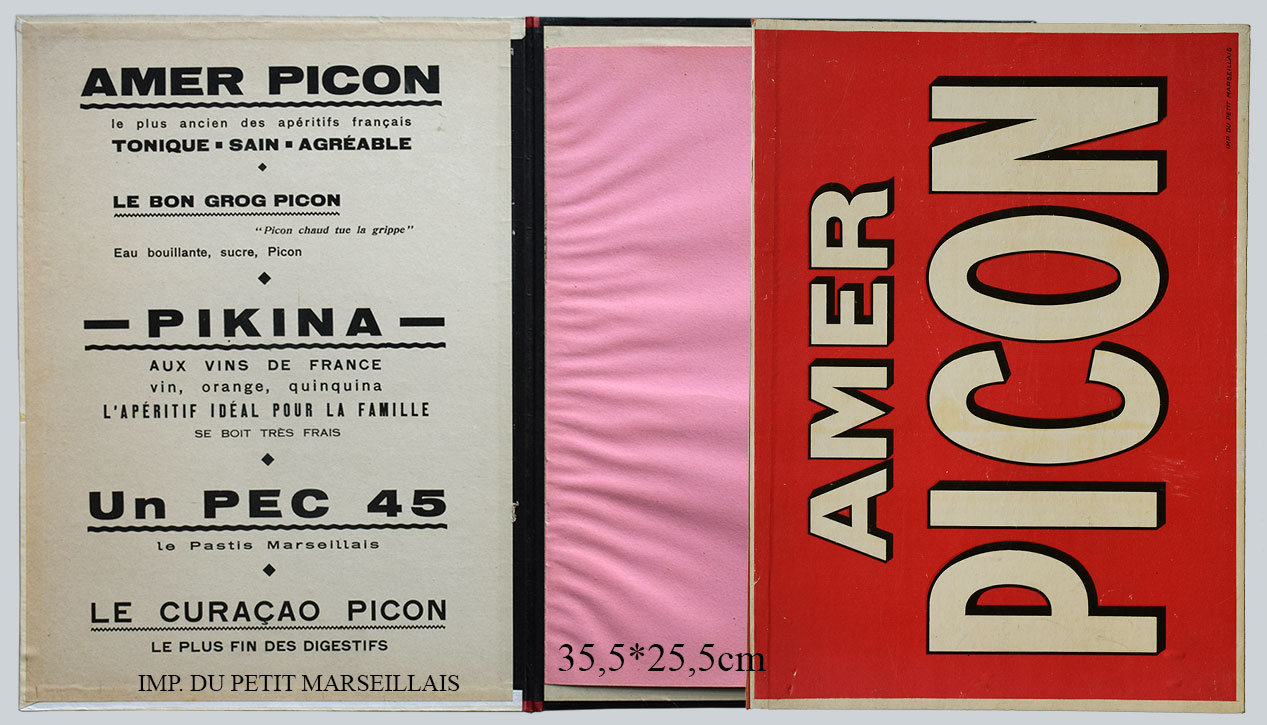 AMER PICON
le plus ancien des apéritifs français
TONIQUE ▪ SAIN ▪ AGRÉABLE
LE BON GROG PICON
"Picon chaud tue la grippe"
Eau bouillante, sucre, Picon
— PIKINA —
AUX VINS DE FRANCE
vin, orange, quinquina
L'APÉRITIF IDÉAL POUR LA FAMILLE
SE BOIT TRÈS FRAIS
Un PEC 45
le Pastis Marseillais
LE CURAÇAO PICON
LE PLUS FIN DES DIGESTIFS
IMP. DU PETIT MARSEILLAIS
35,5*25,5cm
AMER
PICON
IMP. DU PETIT MARSEILLAIS